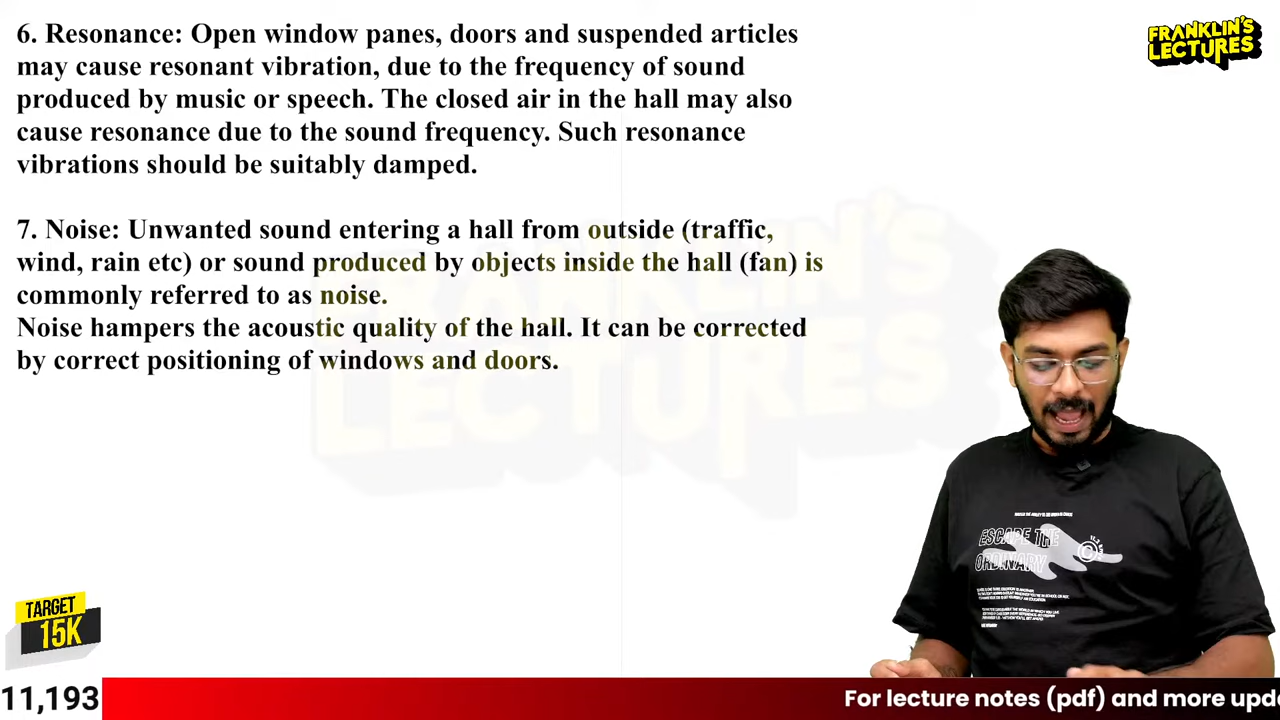 6. Resonance: Open window panes, doors and suspended articles
may cause resonant vibration, due to the frequency of sound
produced by music or speech. The closed air in the hall may also
cause resonance due to the sound frequency. Such resonance
vibrations should be suitably damped.
7. Noise: Unwanted sound entering a hall from outside (traffic,
wind, rain etc) or sound produced by objects inside the hall (fan) is
commonly referred to as noise.
Noise hampers the acoustic quality of the hall. It can be corrected
by correct positioning of windows and doors.
FRANKLIN'S
LECTURES
FRANKLIN'S
LECTURES
ESCAPE THE
ORDINARY
TARGET
15K
11,193
For lecture notes (pdf) and more upd